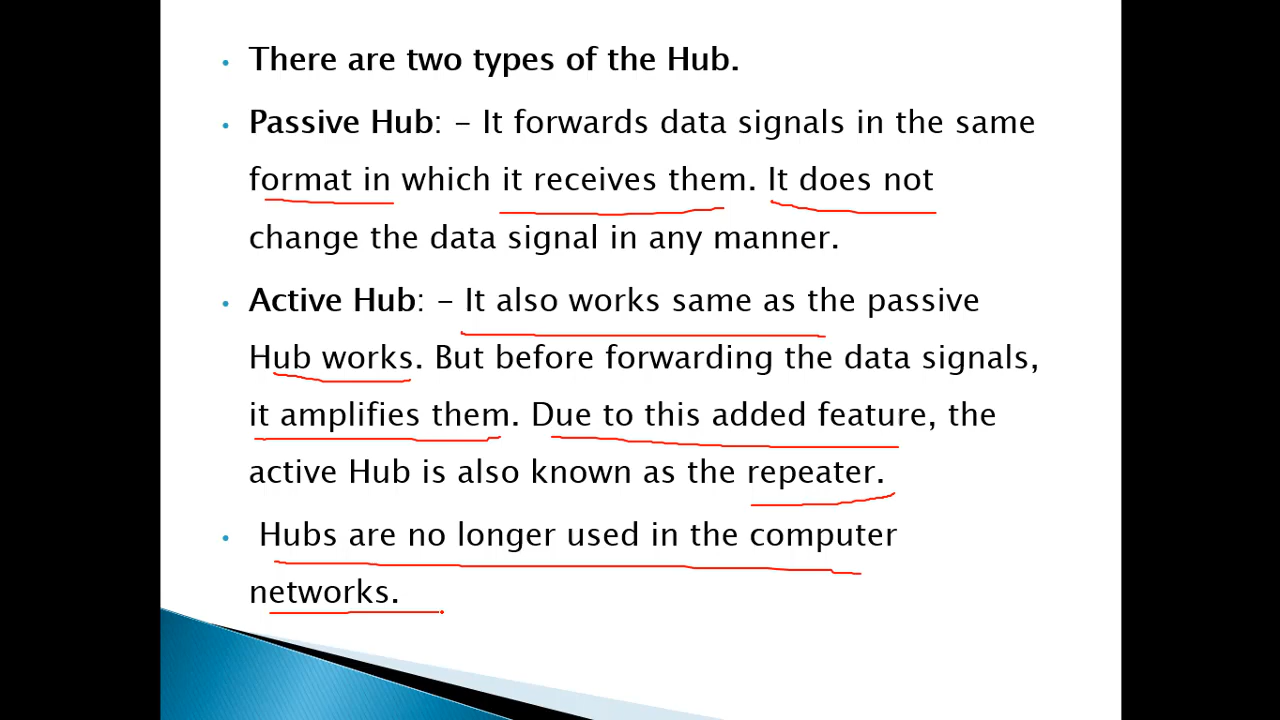 • There are two types of the Hub.
• Passive Hub: - It forwards data signals in the same
format in which it receives them. It does not
change the data signal in any manner.
• Active Hub: - It also works same as the passive
Hub works. But before forwarding the data signals,
it amplifies them. Due to this added feature, the
active Hub is also known as the repeater.
• Hubs are no longer used in the computer
networks.